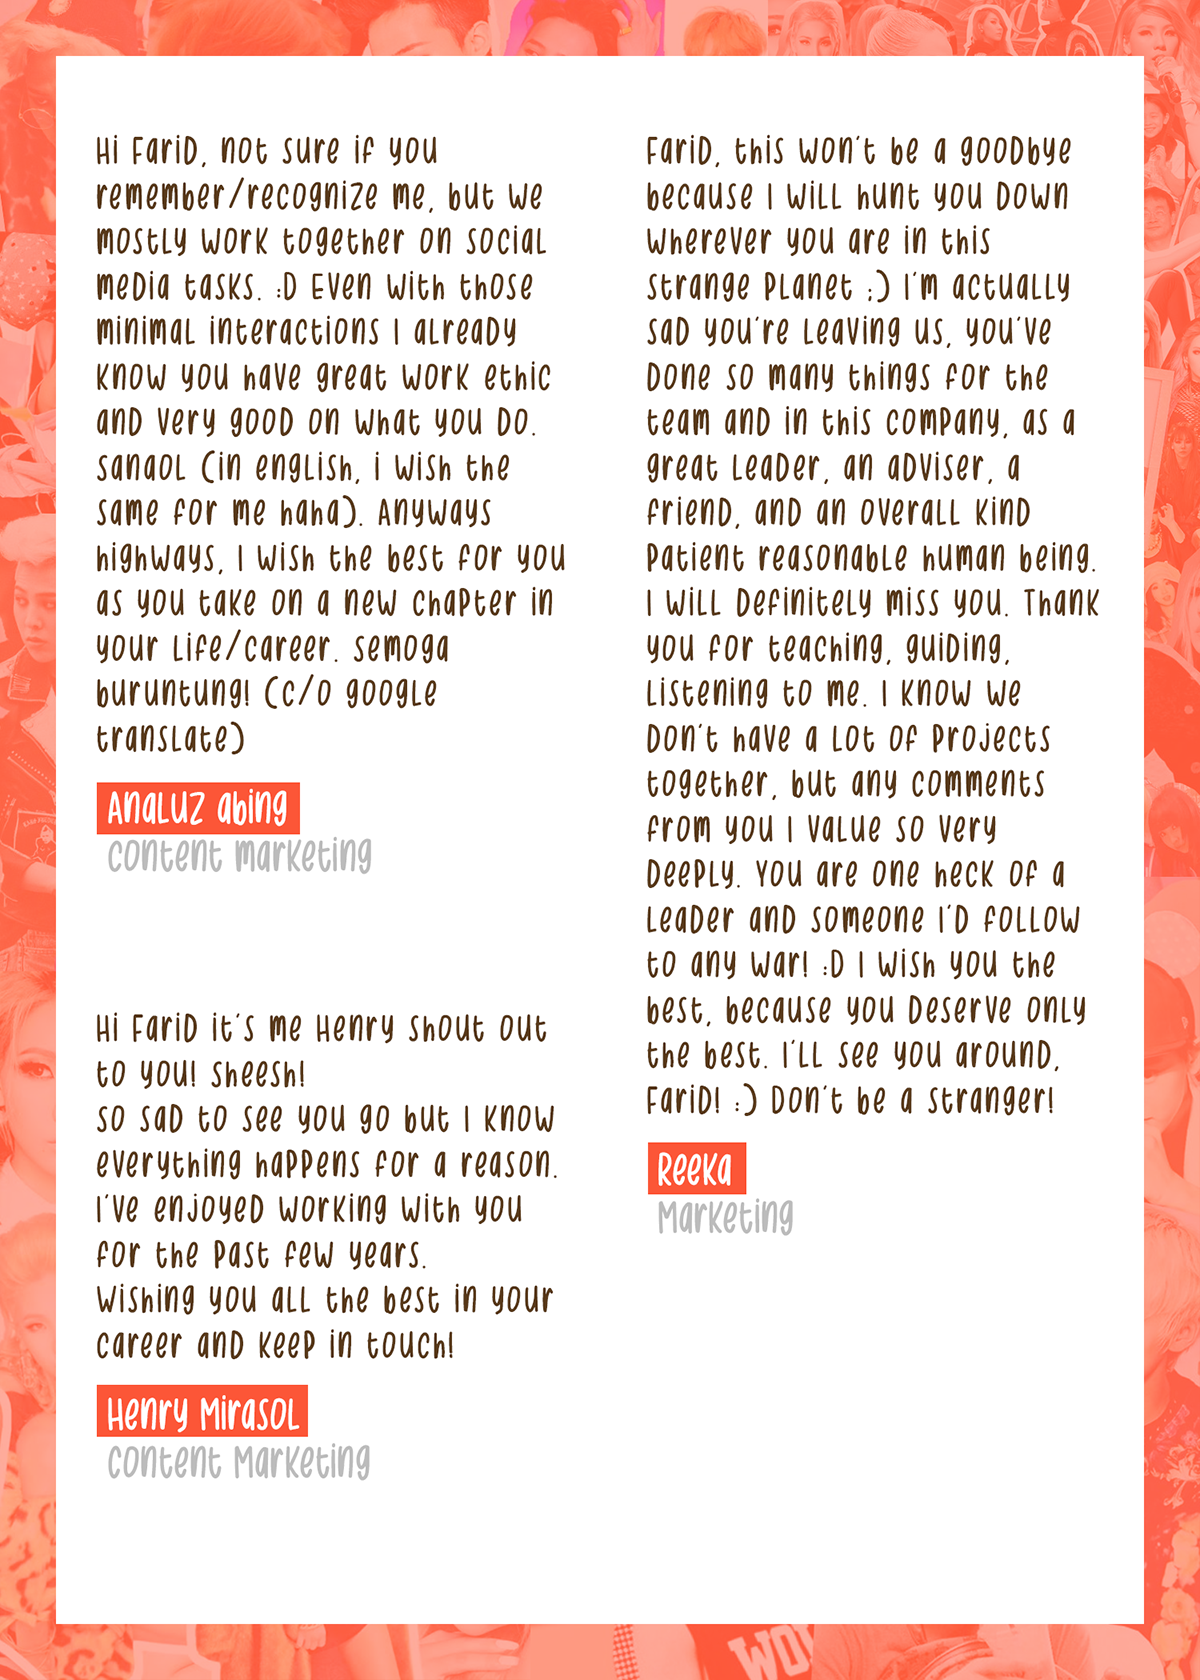 Hi Farid, not sure if you
remember/recognize me, but we
mostly work together on social
media tasks. :D Even with those
minimal interactions I already
know you have great work ethic
and very good on what you do.
sanaol (in english, i wish the
same for me haha). Anyways
highways, I wish the best for you
as you take on a new chapter in
your life/career. semoga
buruntung! (c/o google
translate)
Analuz abing
content marketing
Hi Farid it's me Henry shout out
to you! sheesh!
So sad to see you go but I know
everything happens for a reason.
I've enjoyed working with you
for the past few years.
Wishing you all the best in your
career and keep in touch!
Henry Mirasol
Content Marketing
Farid, this won't be a goodbye
because I will hunt you down
wherever you are in this
strange planet ;) I'm actually
sad you're leaving us, you've
done so many things for the
team and in this company, as a
great leader, an adviser, a
friend, and an overall kind
patient reasonable human being.
I will definitely miss you. Thank
you for teaching, guiding,
listening to me. I know we
don't have a lot of projects
together, but any comments
from you I value so very
deeply. You are one heck of a
leader and someone I'd follow
to any war! :D I wish you the
best, because you deserve only
the best. I'll see you around,
Farid! :) Don't be a stranger!
Reeka
Marketing